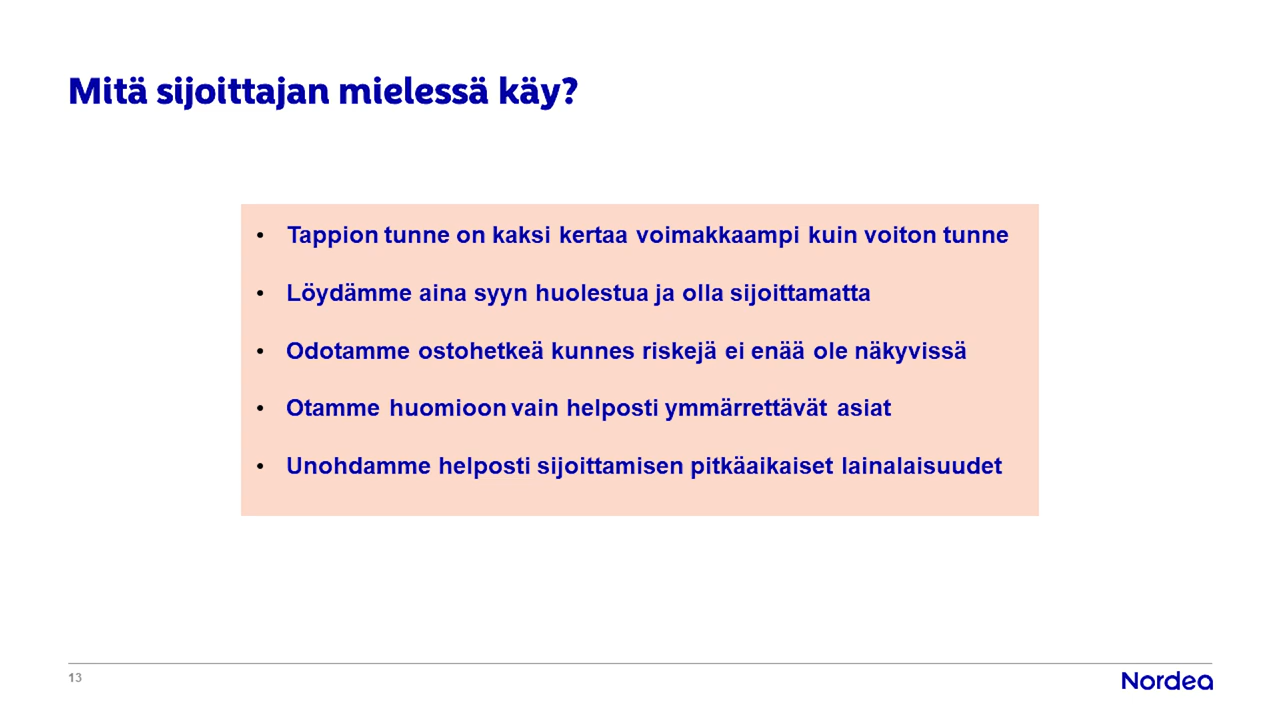 Mitä sijoittajan mielessä käy?
• Tappion tunne on kaksi kertaa voimakkaampi kuin voiton tunne
• Löydämme aina syyn huolestua ja olla sijoittamatta
• Odotamme ostohetkeä kunnes riskejä ei enää ole näkyvissä
• Otamme huomioon vain helposti ymmärrettävät asiat
• Unohdamme helposti sijoittamisen pitkäaikaiset lainalaisuudet
13
Nordea